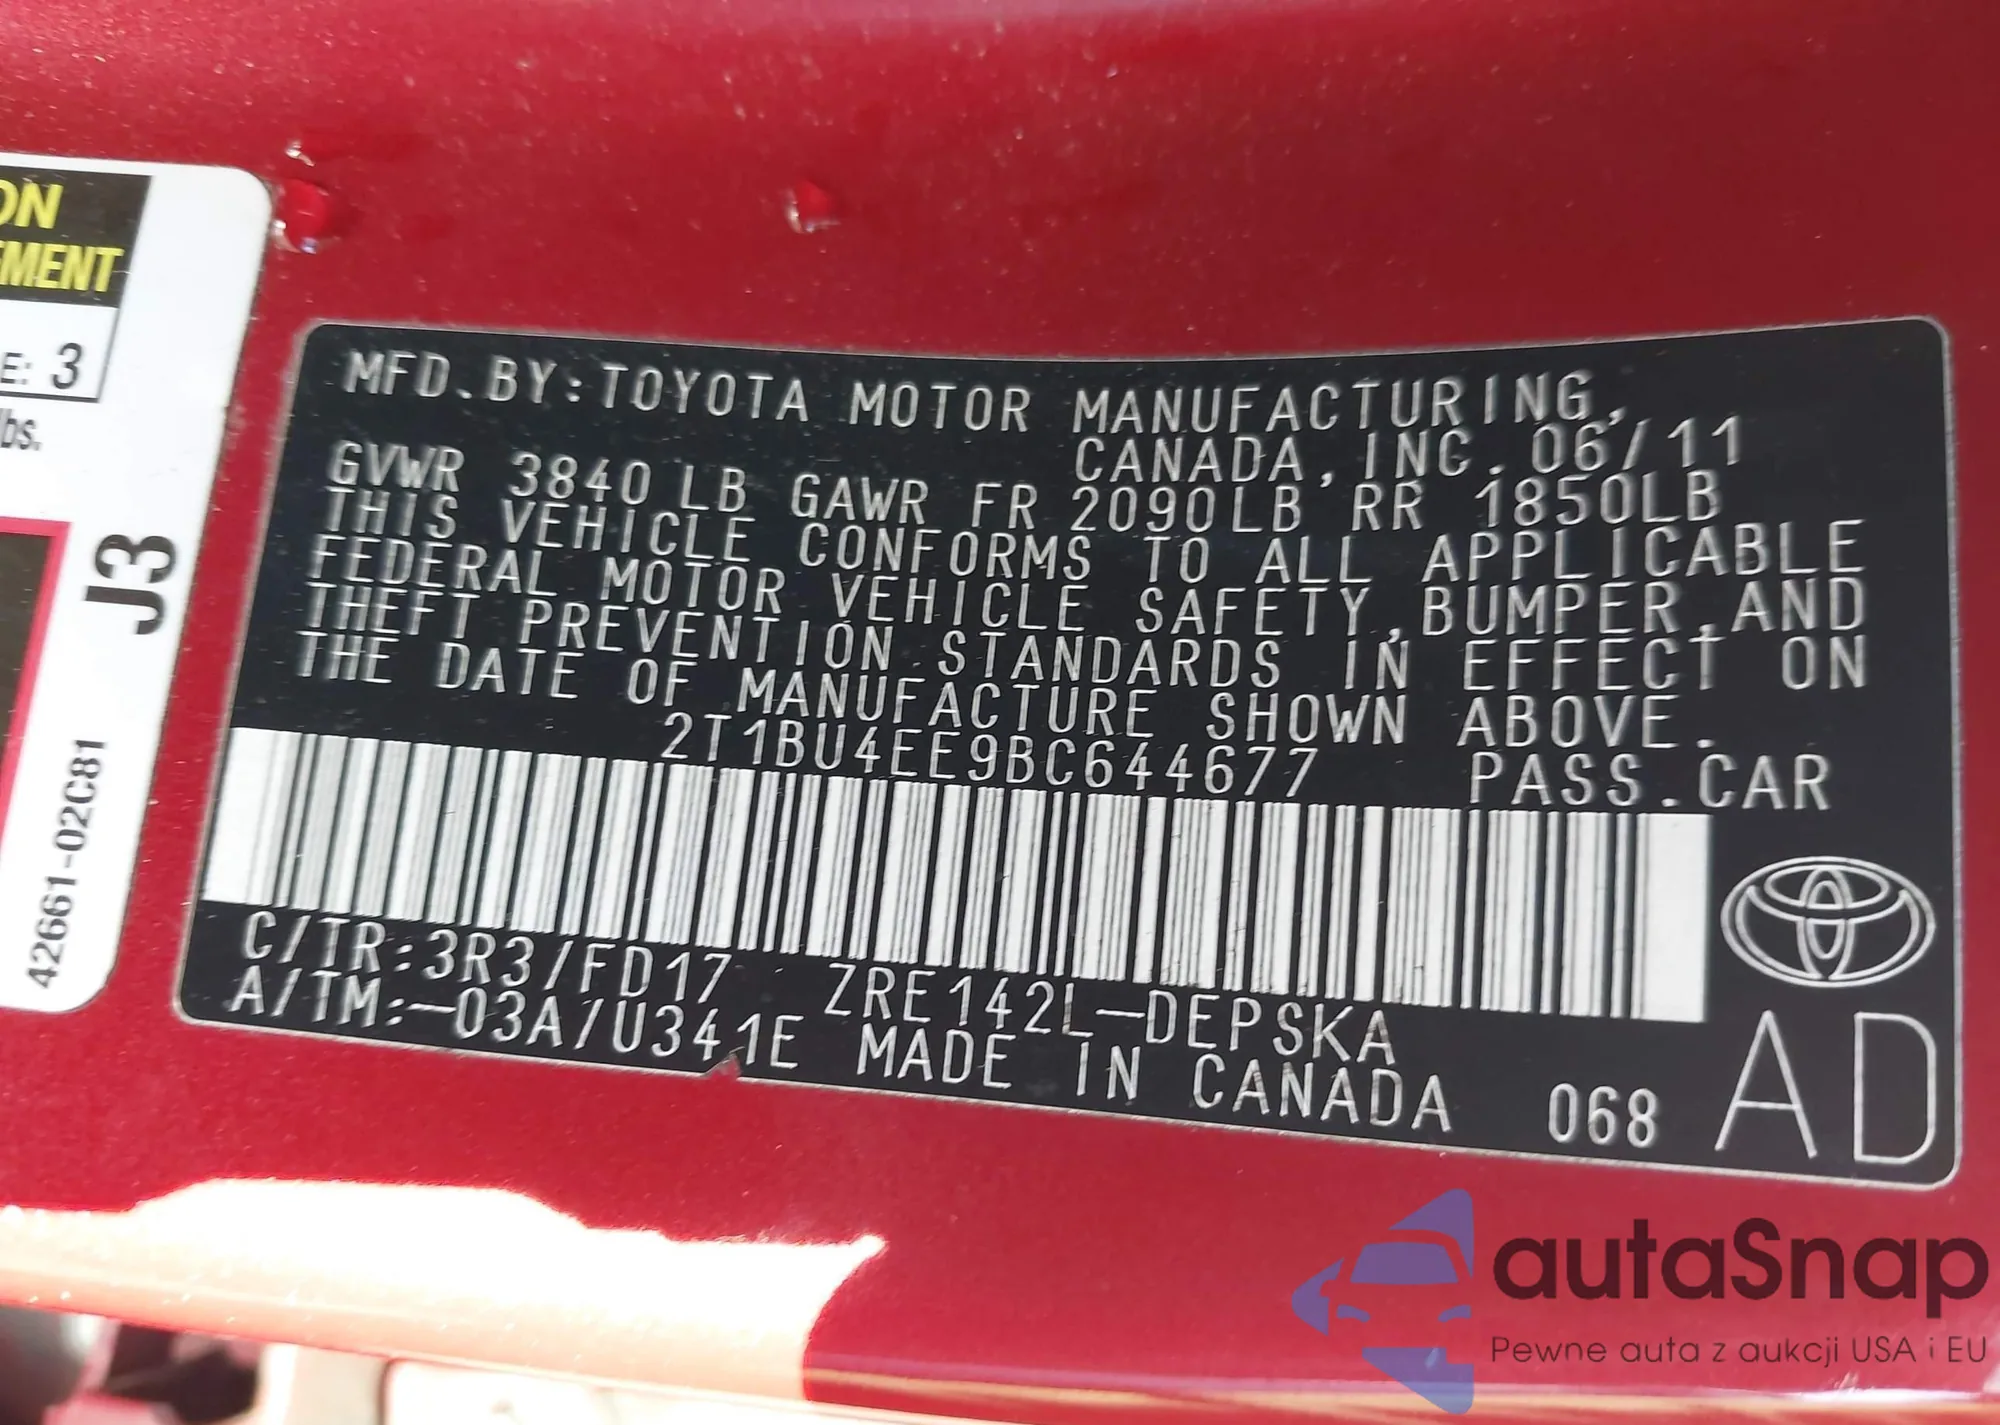 ON
EMENT
E: 3
lbs.
J3
42661-02C81
MFD.BY:TOYOTA MOTOR MANUFACTURING,
CANADA,INC. 06/11
GVWR 3840LB GAWR FR 2090LB RR 1850LB
THIS VEHICLE CONFORMS TO ALL APPLICABLE
FEDERAL MOTOR VEHICLE SAFETY,BUMPER,AND
THEFT PREVENTION STANDARDS IN EFFECT ON
THE DATE OF MANUFACTURE SHOWN ABOVE.
2T1BU4EE9BC644677 PASS.CAR
C/TR:3R3/FD17 ZRE142L-DEPSKA
A/TM:-03A/U341E MADE IN CANADA 068 AD
autaSnap
Pewne auta z aukcji USA i EU